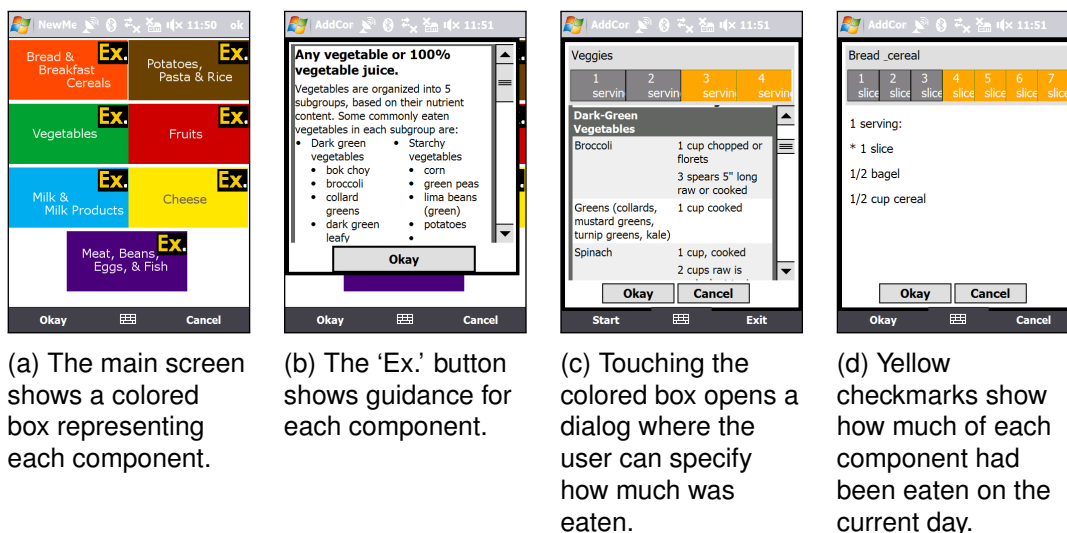 NewMe 11:50 ok
Bread &
Breakfast
Cereals
Ex.
Potatoes,
Pasta & Rice
Ex.
Vegetables
Ex.
Fruits
Ex.
Milk &
Milk Products
Ex.
Cheese
Ex.
Meat, Beans,
Eggs, & Fish
Ex.
Okay Cancel
(a) The main screen
shows a colored
box representing
each component.
AddCor 11:51
Any vegetable or 100%
vegetable juice.
Vegetables are organized into 5
subgroups, based on their nutrient
content. Some commonly eaten
vegetables in each subgroup are:
• Dark green
vegetables
• bok choy
• broccoli
• collard
greens
• dark green
leafy
• Starchy
vegetables
• corn
• green peas
• lima beans
(green)
• potatoes
•
Okay
Okay Cancel
(b) The ‘Ex.’ button
shows guidance for
each component.
AddCor 11:51
Veggies
1 2 3 4
servin servin servin serving
Dark-Green
Vegetables
Broccoli 1 cup chopped or
florets
3 spears 5" long
raw or cooked
Greens (collards, 1 cup cooked
mustard greens,
turnip greens, kale)
Spinach 1 cup, cooked
2 cups raw is
Okay Cancel
Start Exit
(c) Touching the
colored box opens a
dialog where the
user can specify
how much was
eaten.
AddCor 11:51
Bread _cereal
1 2 3 4 5 6 7
slice slice slice slice slice slice slice
1 serving:
* 1 slice
1/2 bagel
1/2 cup cereal
Okay Cancel
Okay Cancel
(d) Yellow
checkmarks show
how much of each
component had
been eaten on the
current day.